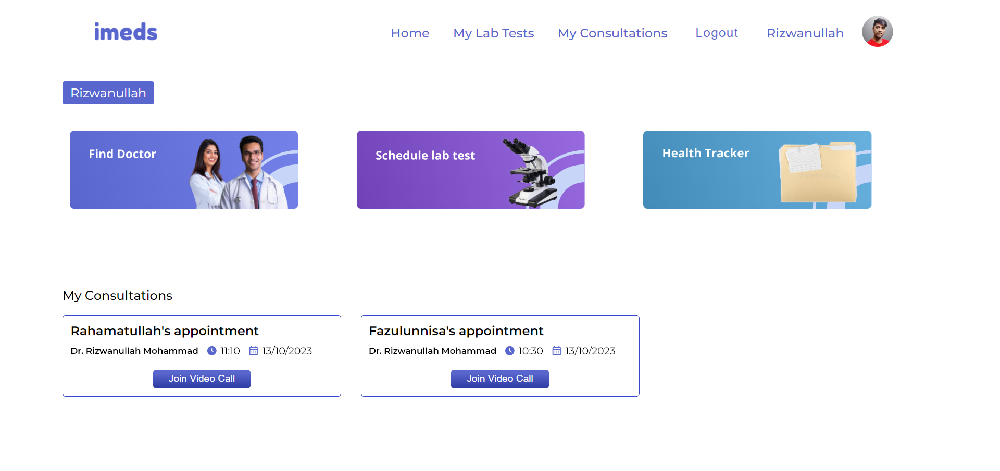 imeds
Home My Lab Tests My Consultations Logout Rizwanullah
Rizwanullah
Find Doctor
Schedule lab test
Health Tracker
My Consultations
Rahamatullah's appointment
Dr. Rizwanullah Mohammad 11:10 13/10/2023
Join Video Call
Fazulunnisa's appointment
Dr. Rizwanullah Mohammad 10:30 13/10/2023
Join Video Call